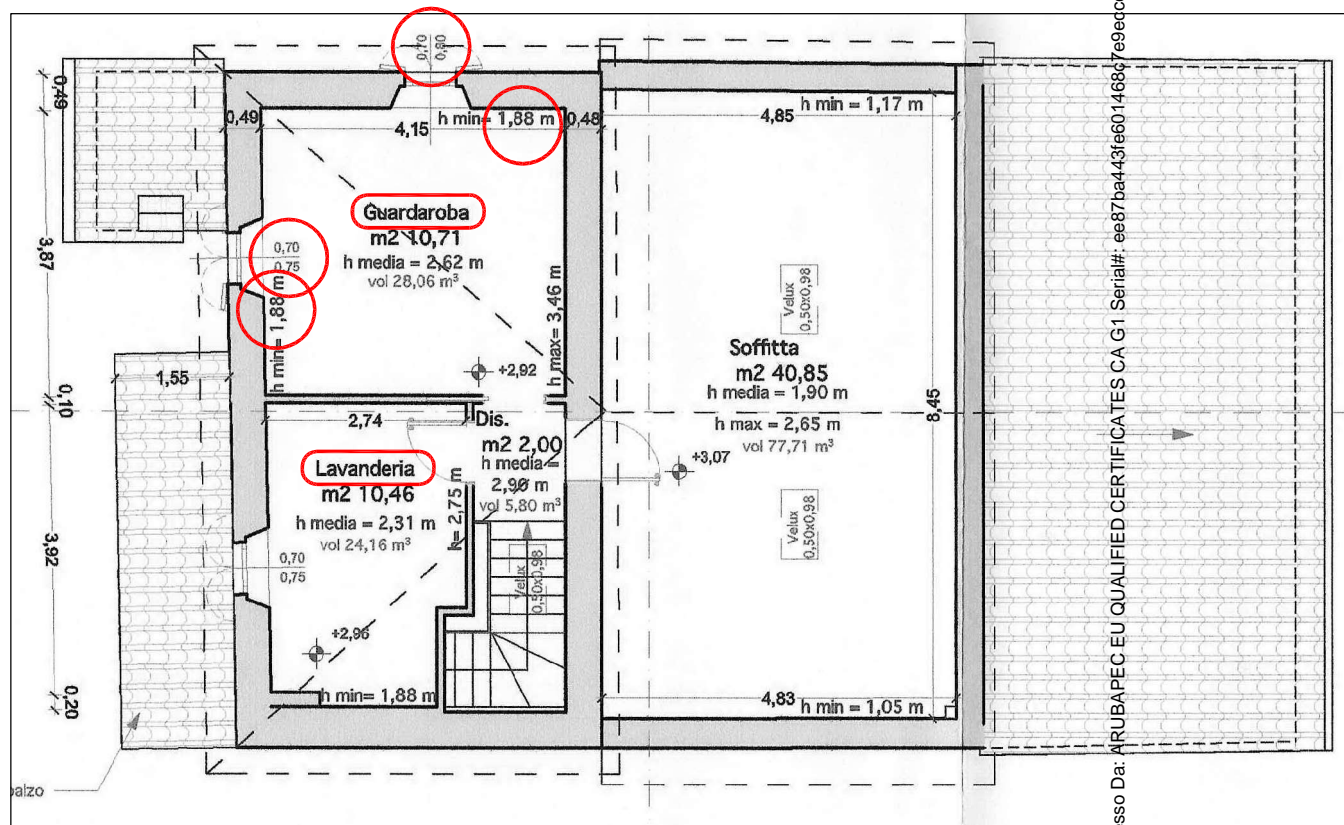 0,70
0,80
0,49
0,49
4,15
h min= 1,88 m
0,48
h min = 1,17 m
4,85
Guardaroba
m2 10,71
h media = 2,62 m
vol 28,06 m³
0,70
0,75
h min= 1,88 m
h max= 3,46 m
3,87
+2,92
Velux
0,50x0,98
Soffitta
m2 40,85
h media = 1,90 m
h max = 2,65 m
vol 77,71 m³
8,45
1,55
0,10
2,74
Dis.
m2 2,00
h media =
2,90 m
vol 5,80 m³
+3,07
Lavanderia
m2 10,46
h media = 2,31 m
vol 24,16 m³
h= 2,75 m
0,70
0,75
3,92
Velux
0,50x0,98
Velux
0,50x0,98
+2,96
h min= 1,88 m
0,20
4,83
h min = 1,05 m
alzo
sso Da: ARUBAPEC EU QUALIFIED CERTIFICATES CA G1 Serial#: ee87ba443fe601468c7e9ecc